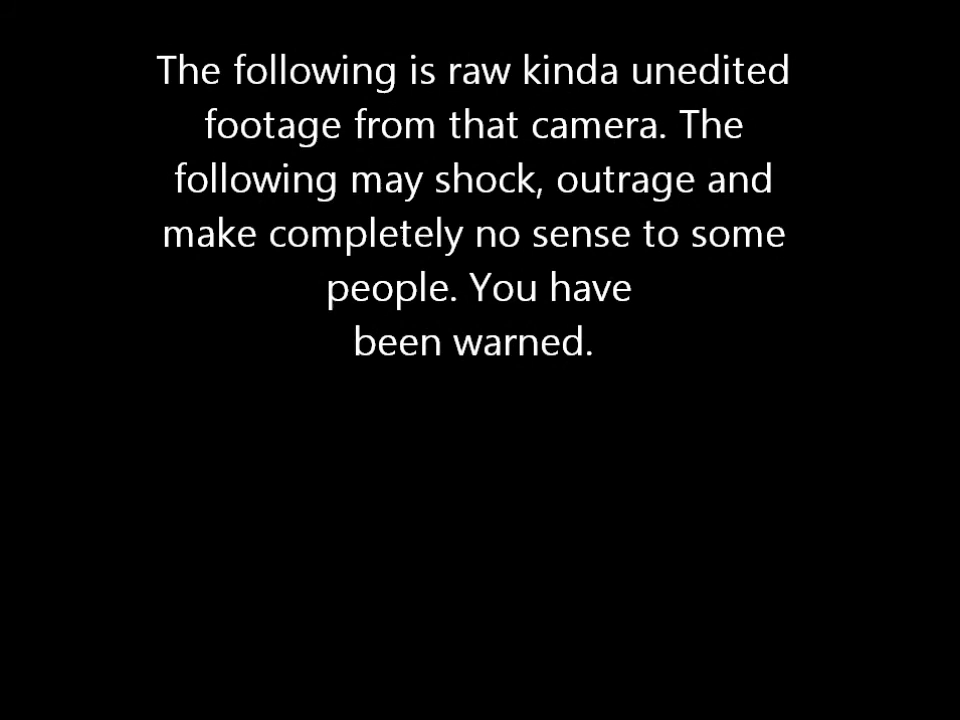 The following is raw kinda unedited
footage from that camera. The
following may shock, outrage and
make completely no sense to some
people. You have
been warned.